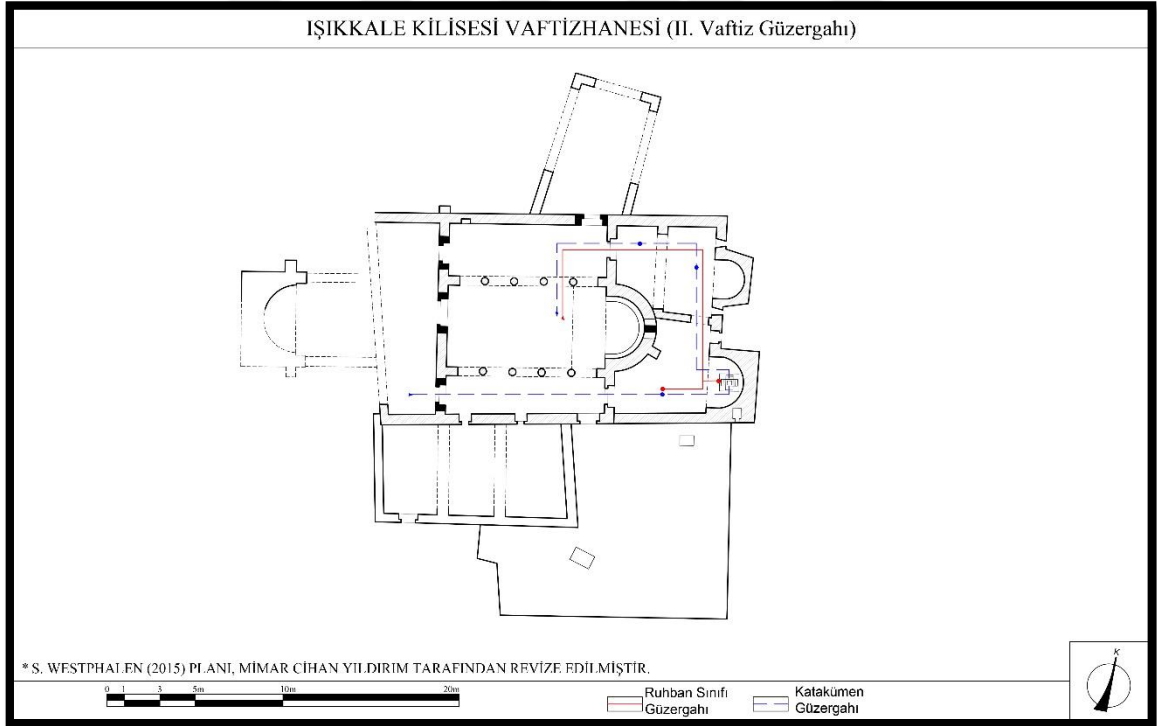 IŞIKKALE KİLİSESİ VAFTİZHANESİ (II. Vaftiz Güzergahı)
* S. WESTPHALEN (2015) PLANI, MİMAR CİHAN YILDIRIM TARAFINDAN REVİZE EDİLMİŞTİR.
0 1 3 5m 10m 20m
Ruhban Sınıfı
Güzergahı
Katakümen
Güzergahı
K